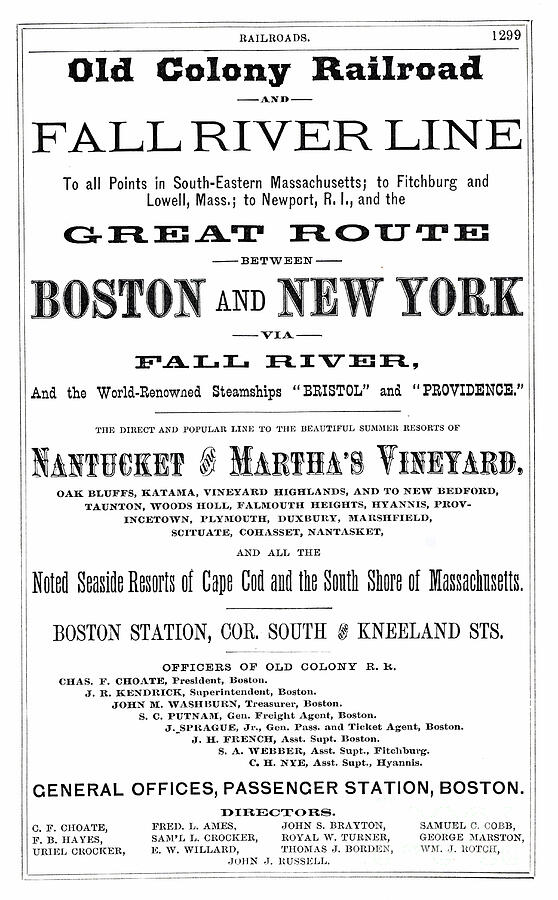 RAILROADS. 1299
Old Colony Railroad
AND
FALL RIVER LINE
To all Points in South-Eastern Massachusetts; to Fitchburg and
Lowell, Mass.; to Newport, R. I., and the
GREAT ROUTE
BETWEEN
BOSTON AND NEW YORK
VIA
FALL RIVER,
And the World-Renowned Steamships "BRISTOL" and "PROVIDENCE."
THE DIRECT AND POPULAR LINE TO THE BEAUTIFUL SUMMER RESORTS OF
NANTUCKET & MARTHA'S VINEYARD,
OAK BLUFFS, KATAMA, VINEYARD HIGHLANDS, AND TO NEW BEDFORD,
TAUNTON, WOODS HOLL, FALMOUTH HEIGHTS, HYANNIS, PROV-
INCETOWN, PLYMOUTH, DUXBURY, MARSHFIELD,
SCITUATE, COHASSET, NANTASKET,
AND ALL THE
Noted Seaside Resorts of Cape Cod and the South Shore of Massachusetts.
BOSTON STATION, COR. SOUTH & KNEELAND STS.
OFFICERS OF OLD COLONY R. R.
CHAS. F. CHOATE, President, Boston.
J. R. KENDRICK, Superintendent, Boston.
JOHN M. WASHBURN, Treasurer, Boston.
S. C. PUTNAM, Gen. Freight Agent, Boston.
J. SPRAGUE, Jr., Gen. Pass. and Ticket Agent, Boston.
J. H. FRENCH, Asst. Supt. Boston.
S. A. WEBBER, Asst. Supt., Fitchburg.
C. H. NYE, Asst. Supt., Hyannis.
GENERAL OFFICES, PASSENGER STATION, BOSTON.
DIRECTORS.
C. F. CHOATE, FRED. L. AMES, JOHN S. BRAYTON, SAMUEL C. COBB,
F. B. HAYES, SAM'L L. CROCKER, ROYAL W. TURNER, GEORGE MARSTON,
URIEL CROCKER, E. W. WILLARD, THOMAS J. BORDEN, WM. J. ROTCH,
JOHN J. RUSSELL.